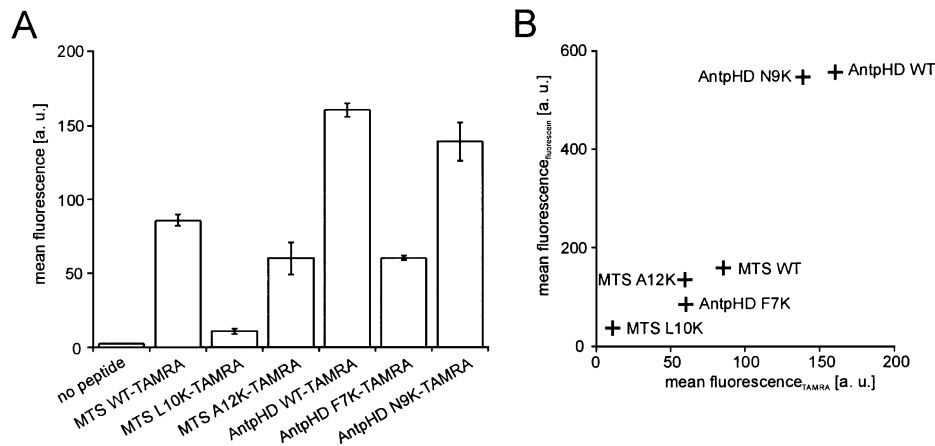 A
mean fluorescence [a. u.]
200
150
100
50
0
no peptide
MTS WT-TAMRA
MTS L10K-TAMRA
MTS A12K-TAMRA
AntpHD WT-TAMRA
AntpHD F7K-TAMRA
AntpHD N9K-TAMRA
B
mean fluorescence fluorescein [a. u.]
600
400
200
0
AntpHD N9K
AntpHD WT
MTS WT
MTS A12K
AntpHD F7K
MTS L10K
0 50 100 150 200
mean fluorescence TAMRA [a. u.]